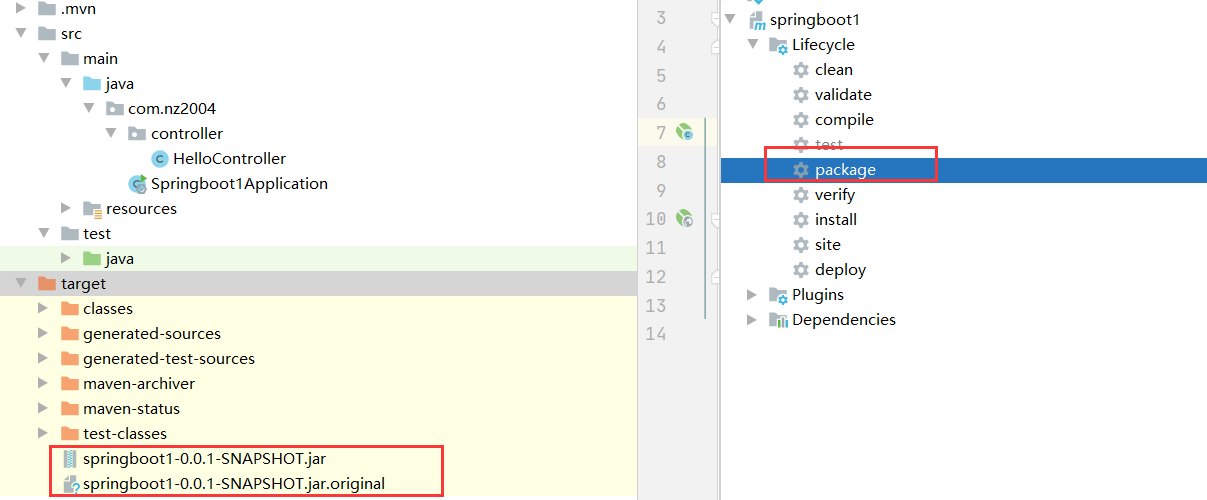 .mvn
src
main
java
com.nz2004
controller
HelloController
Springboot1Application
resources
test
java
target
classes
generated-sources
generated-test-sources
maven-archiver
maven-status
test-classes
springboot1-0.0.1-SNAPSHOT.jar
springboot1-0.0.1-SNAPSHOT.jar.original
3
4
5
6
7
8
9
10
11
12
13
14
springboot1
Lifecycle
clean
validate
compile
test
package
verify
install
site
deploy
Plugins
Dependencies